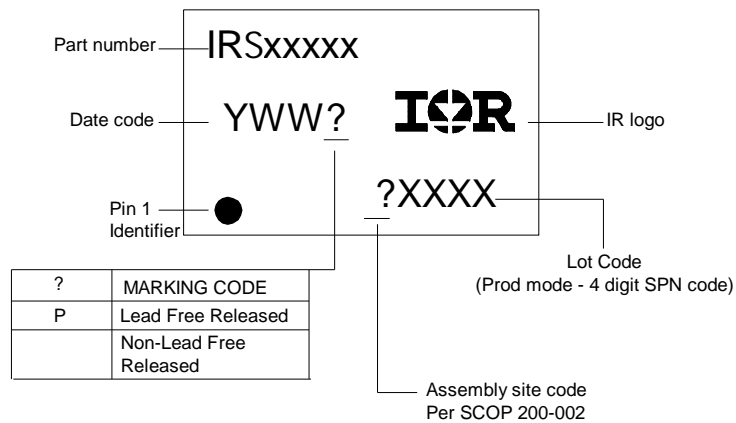 Part number
IRSxxxxx
Date code
YWW?
IOR
IR logo
?XXXX
Pin 1
Identifier
Lot Code
(Prod mode - 4 digit SPN code)
? MARKING CODE
P Lead Free Released
Non-Lead Free
Released
Assembly site code
Per SCOP 200-002